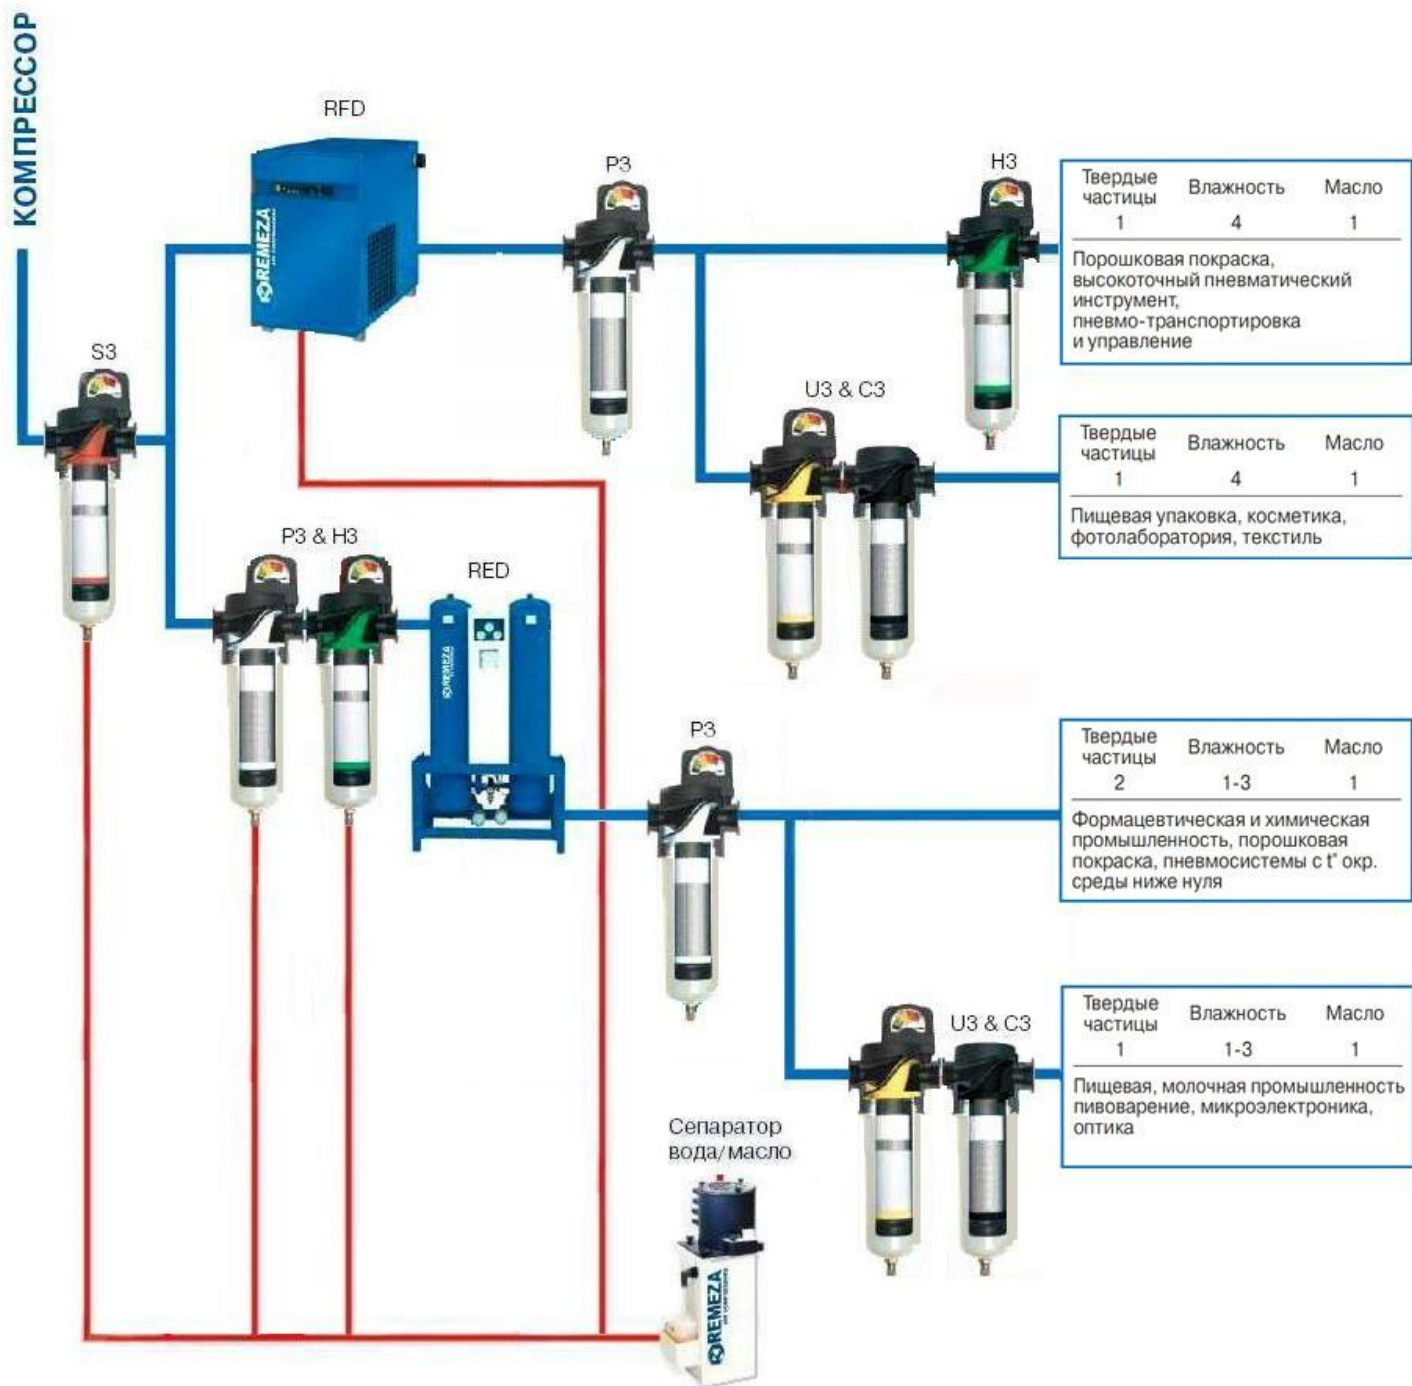 КОМПРЕССОР
RFD
REMEZA
AIR COMPRESSORS
P3
H3
Твердые
частицы
Влажность
Масло
1
4
1
Порошковая покраска,
высокоточный пневматический
инструмент,
пневмо-транспортировка
и управление
S3
U3 & C3
Твердые
частицы
Влажность
Масло
1
4
1
Пищевая упаковка, косметика,
фотолаборатория, текстиль
P3 & H3
RED
REMEZA
P3
Твердые
частицы
Влажность
Масло
2
1-3
1
Формацевтическая и химическая
промышленность, порошковая
покраска, пневмосистемы с t° окр.
среды ниже нуля
U3 & C3
Твердые
частицы
Влажность
Масло
1
1-3
1
Пищевая, молочная промышленность
пивоварение, микроэлектроника,
оптика
Сепаратор
вода/масло
REMEZA
AIR COMPRESSORS